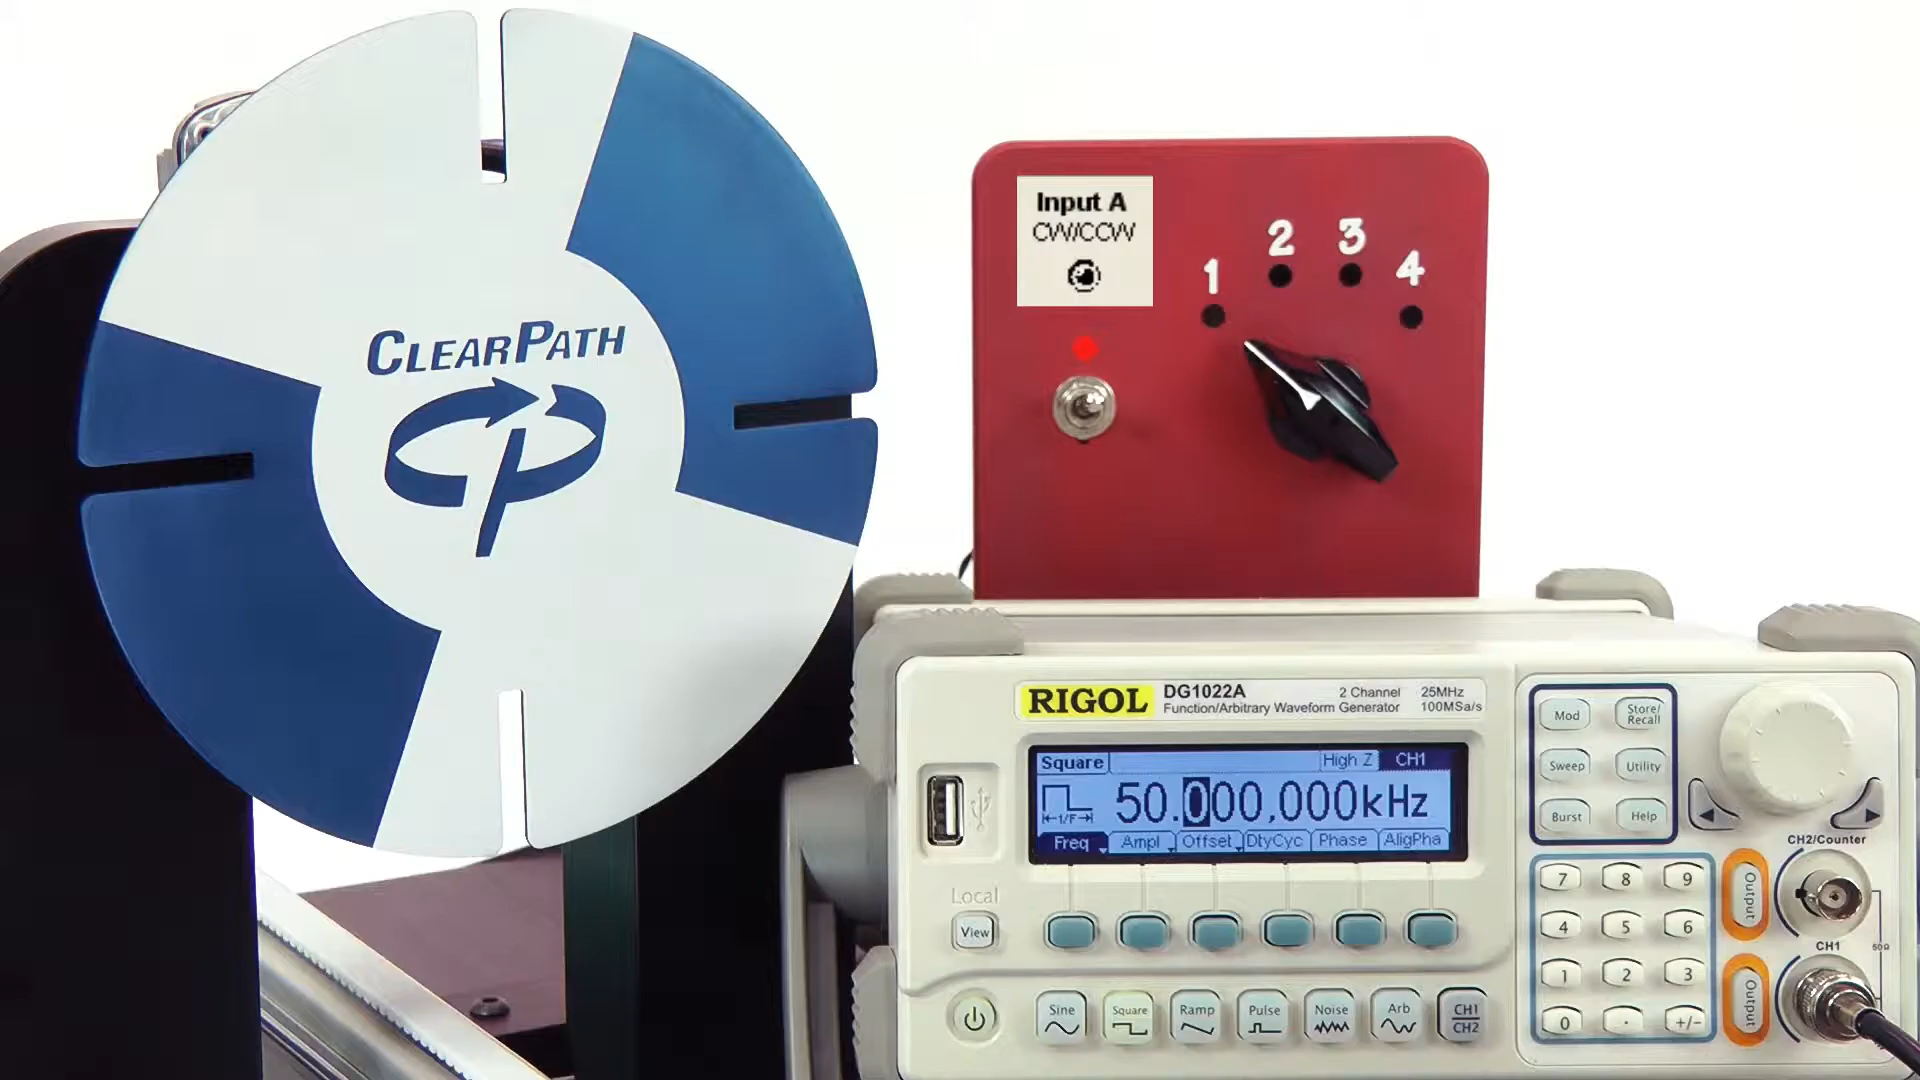 CLEARPATH
Input A
CW/CCW
1
2
3
4
RIGOL
DG1022A
2 Channel
25MHz
Function/Arbitrary Waveform Generator
100MSa/s
Square
High Z
CH1
50.000,000kHz
1/F
Freq
Ampl
Offset
DtyCyc
Phase
AligPha
Local
View
Sine
Square
Ramp
Pulse
Noise
Arb
CH1
CH2
Mod
Store/
Recall
Sweep
Utility
Burst
Help
7
8
9
4
5
6
1
2
3
0
.
+/-
Output
Output
CH2/Counter
CH1
50Ω